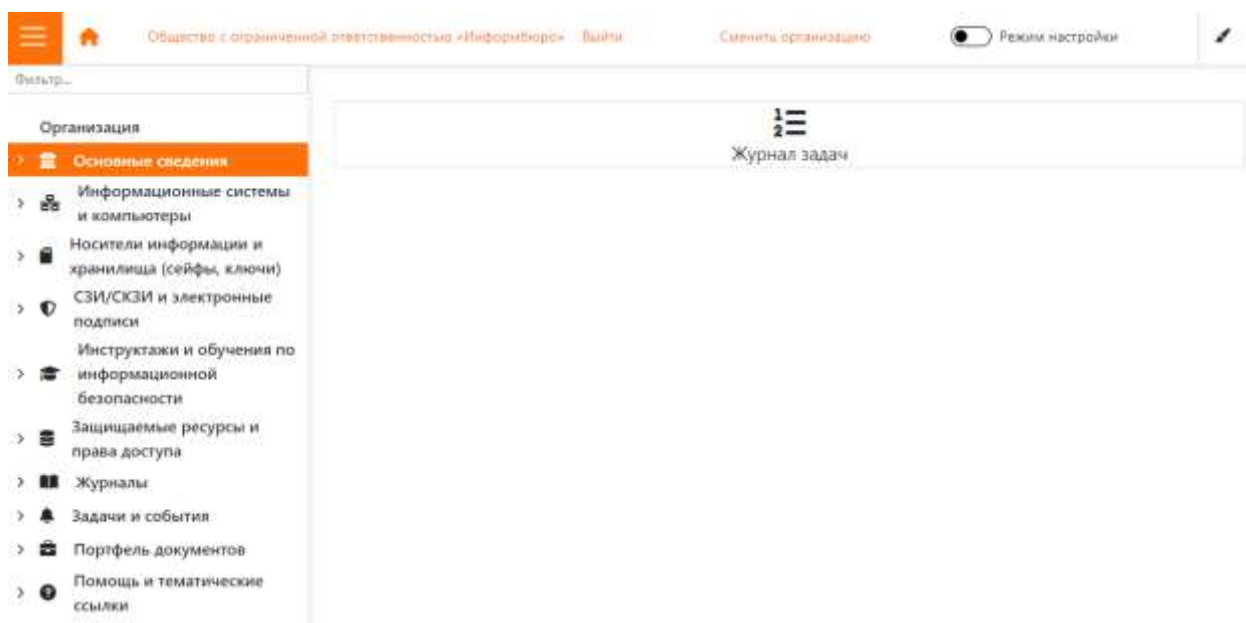 Общество с ограниченной ответственностью «Информбюро» Выйти Сменить организацию Режим настройки
Фильтр...
Организация
Основные сведения
Информационные системы
и компьютеры
Носители информации и
хранилища (сейфы, ключи)
СЗИ/СКЗИ и электронные
подписи
Инструктажи и обучения по
информационной
безопасности
Защищаемые ресурсы и
права доступа
Журналы
Задачи и события
Портфель документов
Помощь и тематические
ссылки
1
2
Журнал задач